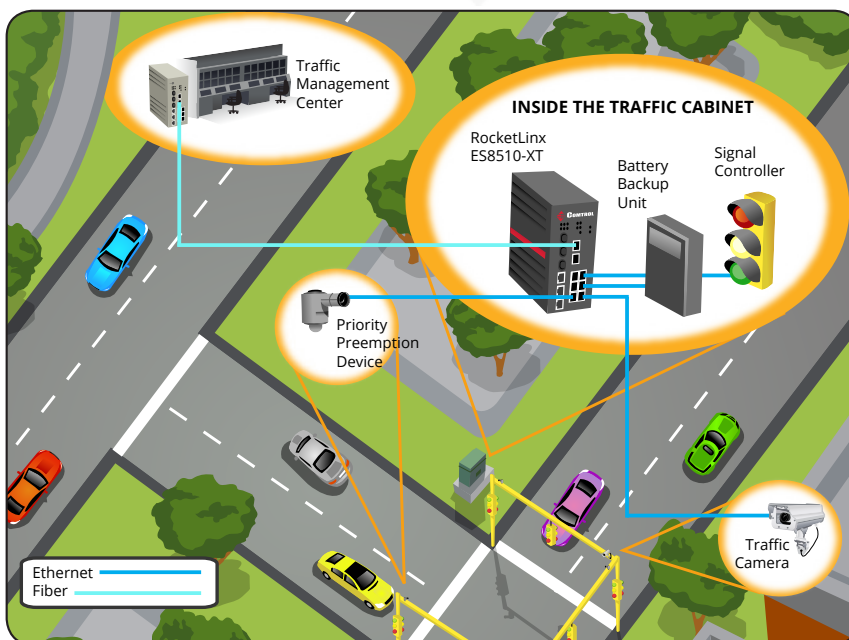 Traffic
Management
Center
INSIDE THE TRAFFIC CABINET
RocketLinx
ES8510-XT
Battery
Backup
Unit
Signal
Controller
COMTROL
Priority
Preemption
Device
Traffic
Camera
Ethernet
Fiber